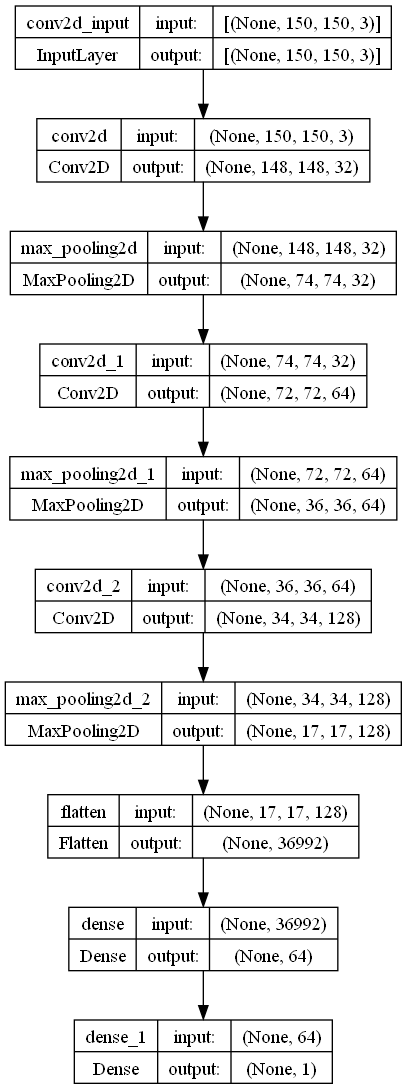 conv2d_input input: [(None, 150, 150, 3)]
InputLayer output: [(None, 150, 150, 3)]
conv2d input: (None, 150, 150, 3)
Conv2D output: (None, 148, 148, 32)
max_pooling2d input: (None, 148, 148, 32)
MaxPooling2D output: (None, 74, 74, 32)
conv2d_1 input: (None, 74, 74, 32)
Conv2D output: (None, 72, 72, 64)
max_pooling2d_1 input: (None, 72, 72, 64)
MaxPooling2D output: (None, 36, 36, 64)
conv2d_2 input: (None, 36, 36, 64)
Conv2D output: (None, 34, 34, 128)
max_pooling2d_2 input: (None, 34, 34, 128)
MaxPooling2D output: (None, 17, 17, 128)
flatten input: (None, 17, 17, 128)
Flatten output: (None, 36992)
dense input: (None, 36992)
Dense output: (None, 64)
dense_1 input: (None, 64)
Dense output: (None, 1)